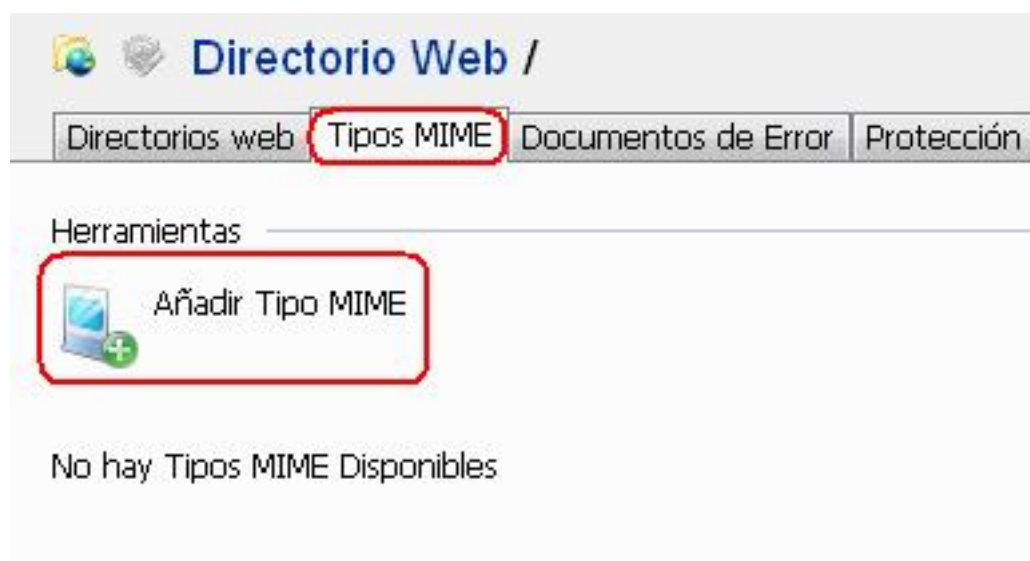 Directorio Web /
Directorios web Tipos MIME Documentos de Error Protección
Herramientas
Añadir Tipo MIME
No hay Tipos MIME Disponibles